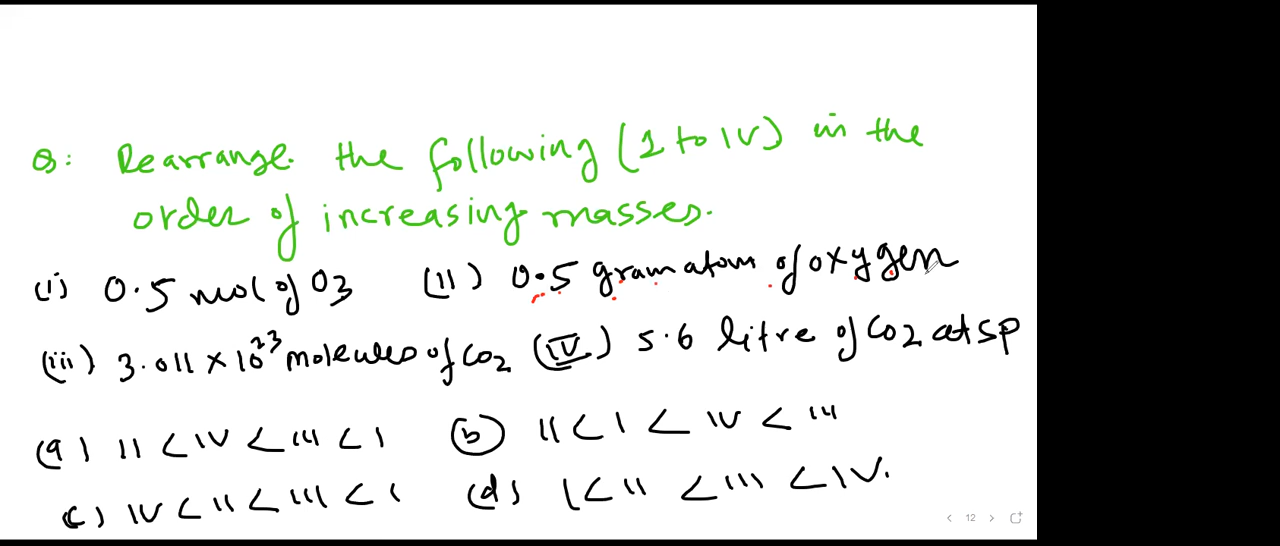 Q: Rearrange. the following (1 to IV) in the
order of increasing masses.
(i) 0.5 mol of O3 (II) 0.5 gram atom of oxygen
(iii) 3.011 × 10^23 molecules of CO2 (IV) 5.6 litre of CO2 at SP
(a) II < IV < III < I (b) II < I < IV < III
(c) IV < II < III < I (d) I < II < III < IV.
< 12 >